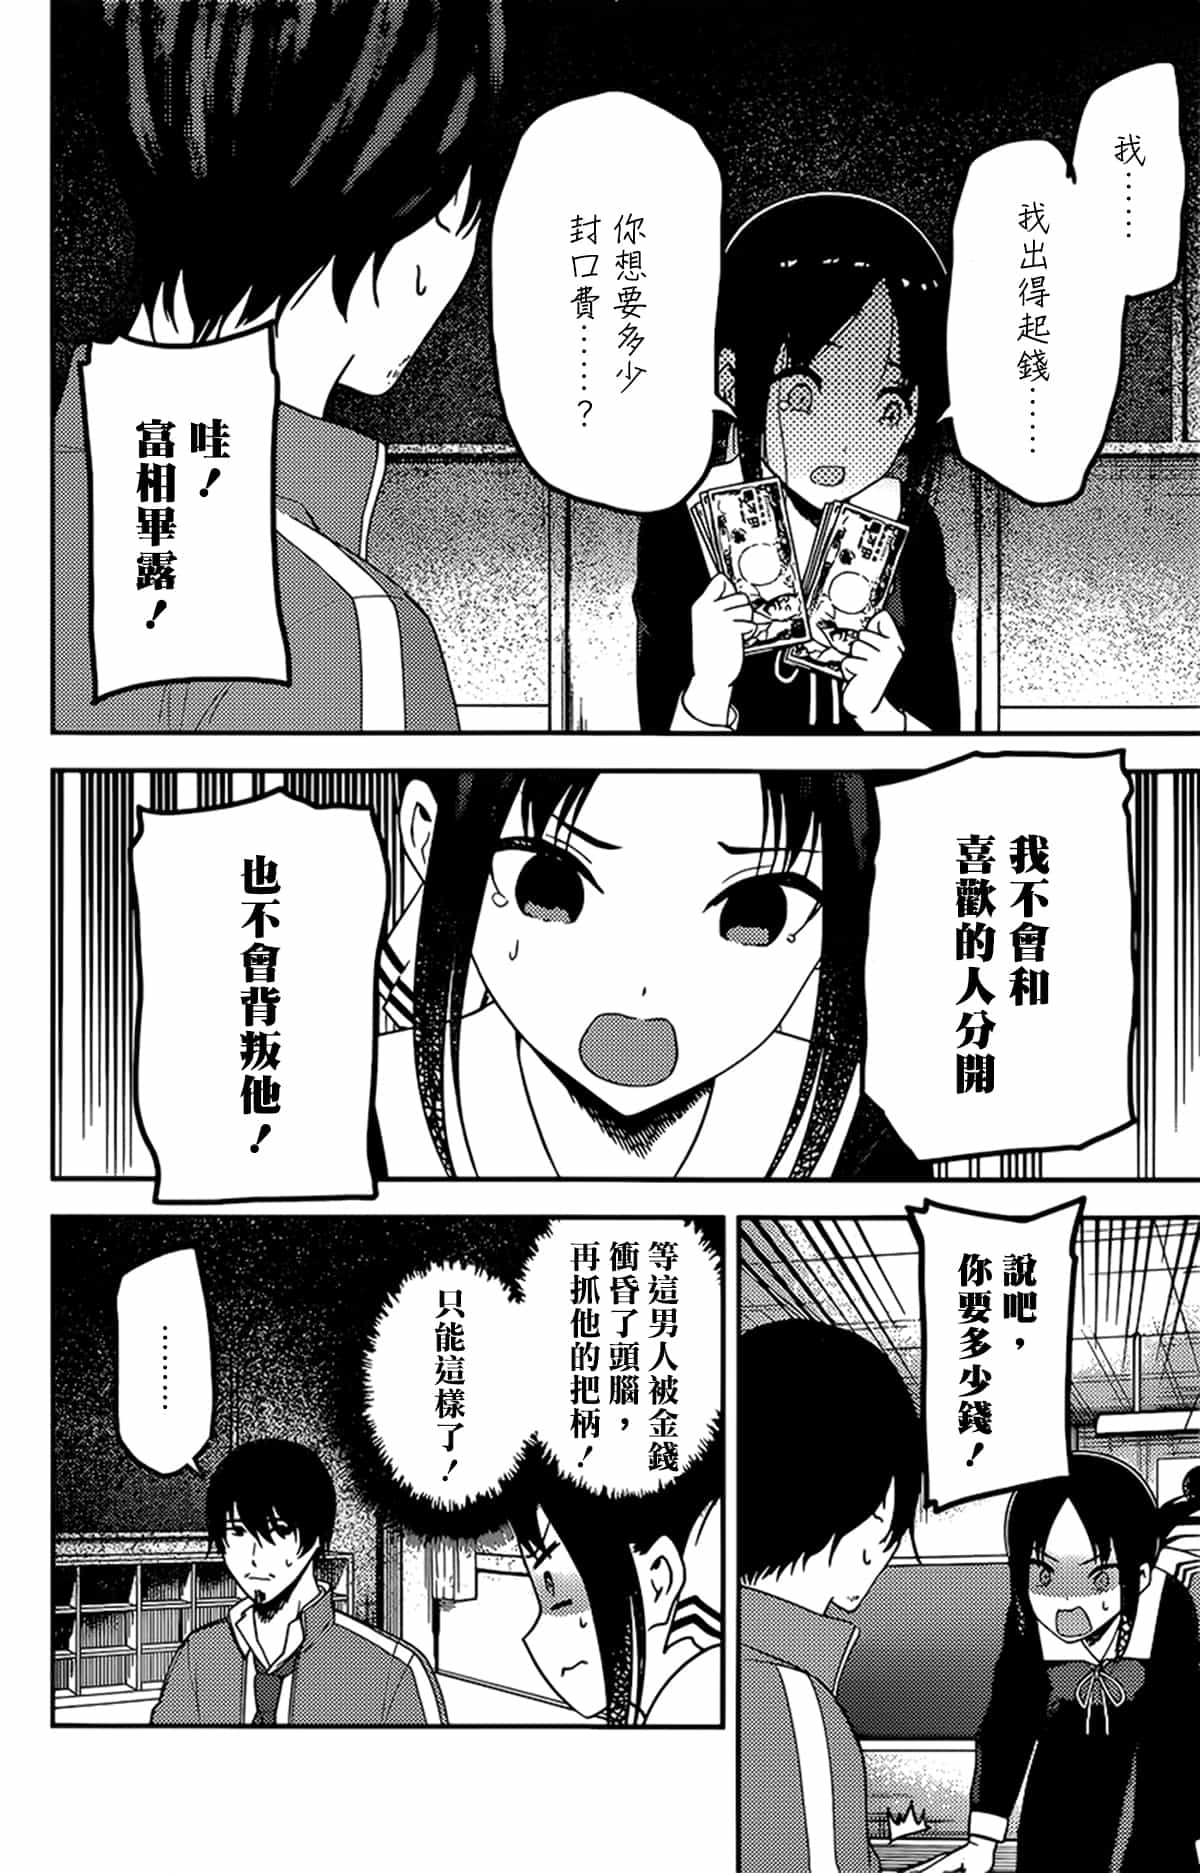 我……
我出得起錢……
你想要多少
封口費……?
哇!
富相畢露!
我不會和
喜歡的人分開
也不會背叛他!
說吧，
你要多少錢!
等這男人被金錢
衝昏了頭腦，
再抓他的把柄!
只能這樣了!
………